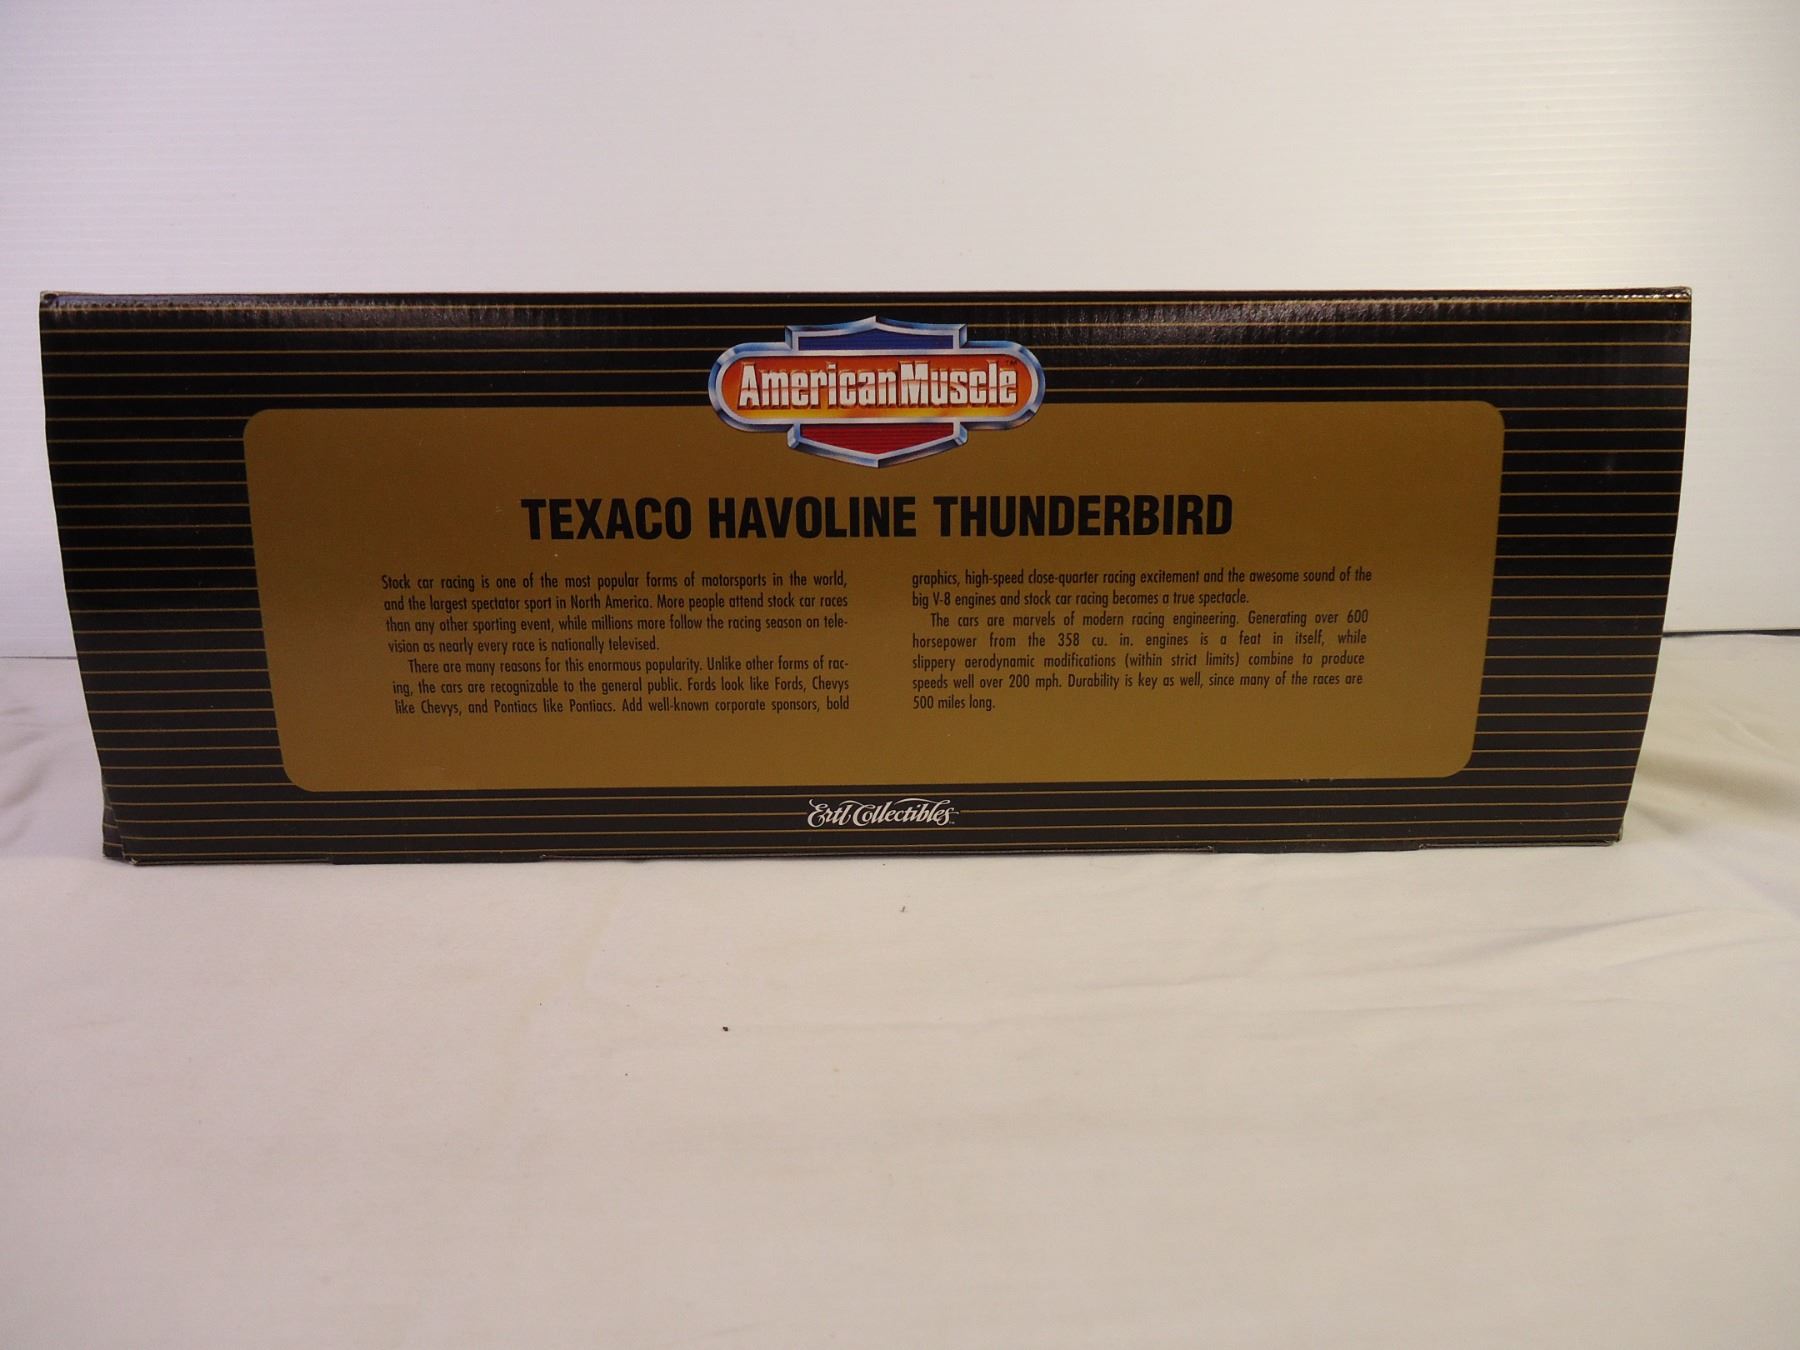 AmericanMuscle™
TEXACO HAVOLINE THUNDERBIRD
Stock car racing is one of the most popular forms of motorsports in the world,
and the largest spectator sport in North America. More people attend stock car races
than any other sporting event, while millions more follow the racing season on tele-
vision as nearly every race is nationally televised.
There are many reasons for this enormous popularity. Unlike other forms of rac-
ing, the cars are recognizable to the general public. Fords look like Fords, Chevys
like Chevys, and Pontiacs like Pontiacs. Add well-known corporate sponsors, bold
graphics, high-speed close-quarter racing excitement and the awesome sound of the
big V-8 engines and stock car racing becomes a true spectacle.
The cars are marvels of modern racing engineering. Generating over 600
horsepower from the 358 cu. in. engines is a feat in itself, while
slippery aerodynamic modifications (within strict limits) combine to produce
speeds well over 200 mph. Durability is key as well, since many of the races are
500 miles long.
Ertl Collectibles™